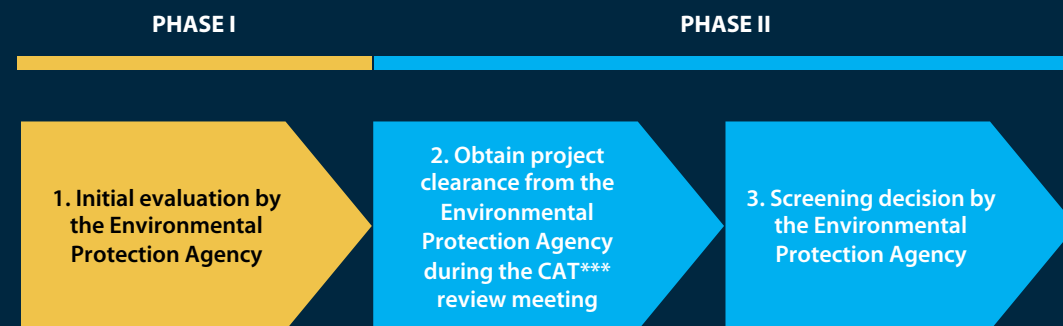 PHASE I
PHASE II
1. Initial evaluation by
the Environmental
Protection Agency
2. Obtain project
clearance from the
Environmental
Protection Agency
during the CAT***
review meeting
3. Screening decision by
the Environmental
Protection Agency